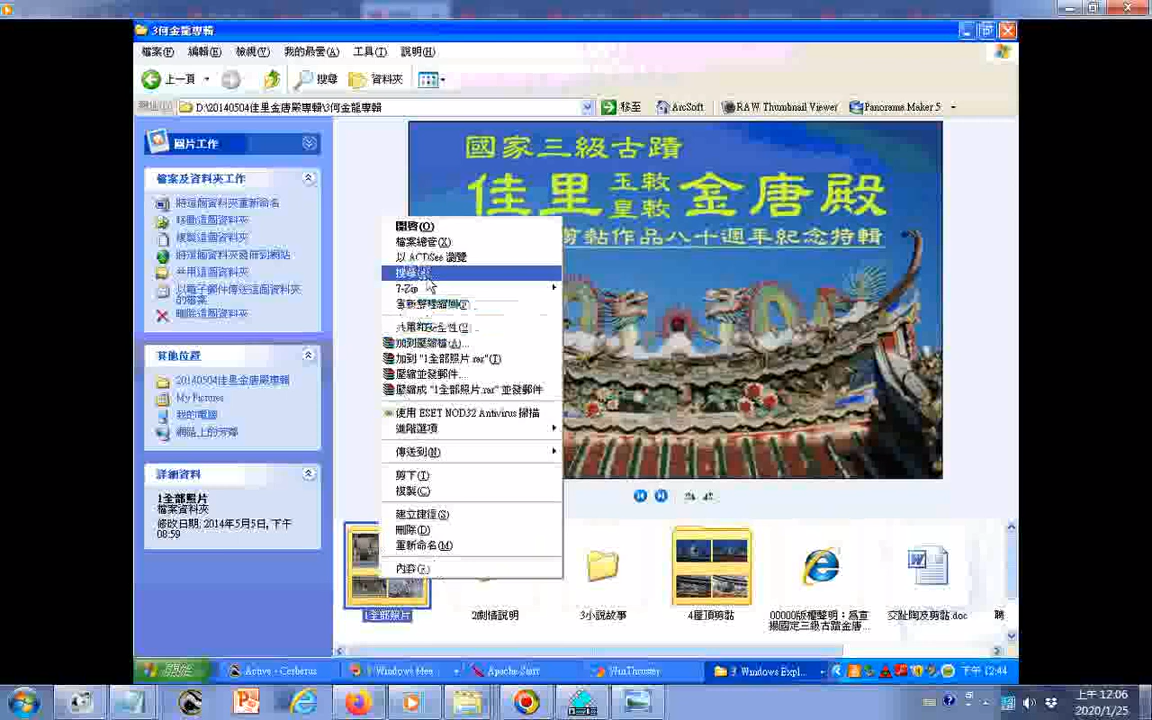 3何金龍專輯
檔案(F) 編輯(E) 檢視(V) 我的最愛(A) 工具(T) 說明(H)
上一頁 搜尋 資料夾
D:\20140504佳里金唐殿專輯\3何金龍專輯 移至 ArcSoft RAW Thumbnail Viewer Panorama Maker 5
圖片工作
檔案及資料夾工作
將這個資料夾重新命名
移動這個資料夾
複製這個資料夾
將這個資料夾發佈到網站
共用這個資料夾
以電子郵件傳送這個資料夾
的檔案
刪除這個資料夾
其他位置
20140504佳里金唐殿專輯
My Pictures
我的電腦
網路上的芳鄰
詳細資料
1全部照片
檔案資料夾
修改日期: 2014年5月5日, 下午
08:59
國家三級古蹟
佳里玉敕皇敕金唐殿
剪黏作品八十週年紀念特輯
開啓(O)
檔案總管(X)
以 ACDSee 瀏覽
7-Zip
加到壓縮檔(A)...
加到 "1全部照片.rar"(T)
壓縮並發郵件...
壓縮成 "1全部照片.rar" 並發郵件
使用 ESET NOD32 Antivirus 掃描
進階選項
傳送到(N)
剪下(T)
複製(C)
建立捷徑(S)
刪除(D)
重新命名(M)
內容(R)
1全部照片 3小說故事 4種頂剪黏 00000版權聲明：爲宣 交趾陶及剪黏.doc
揚國定三級古蹟金唐...
開始 Active - Cerberus Windows Mes Apache Start WinThruster 3 Windows Expl... 下午 12:44
上午 12:06
2020/1/25